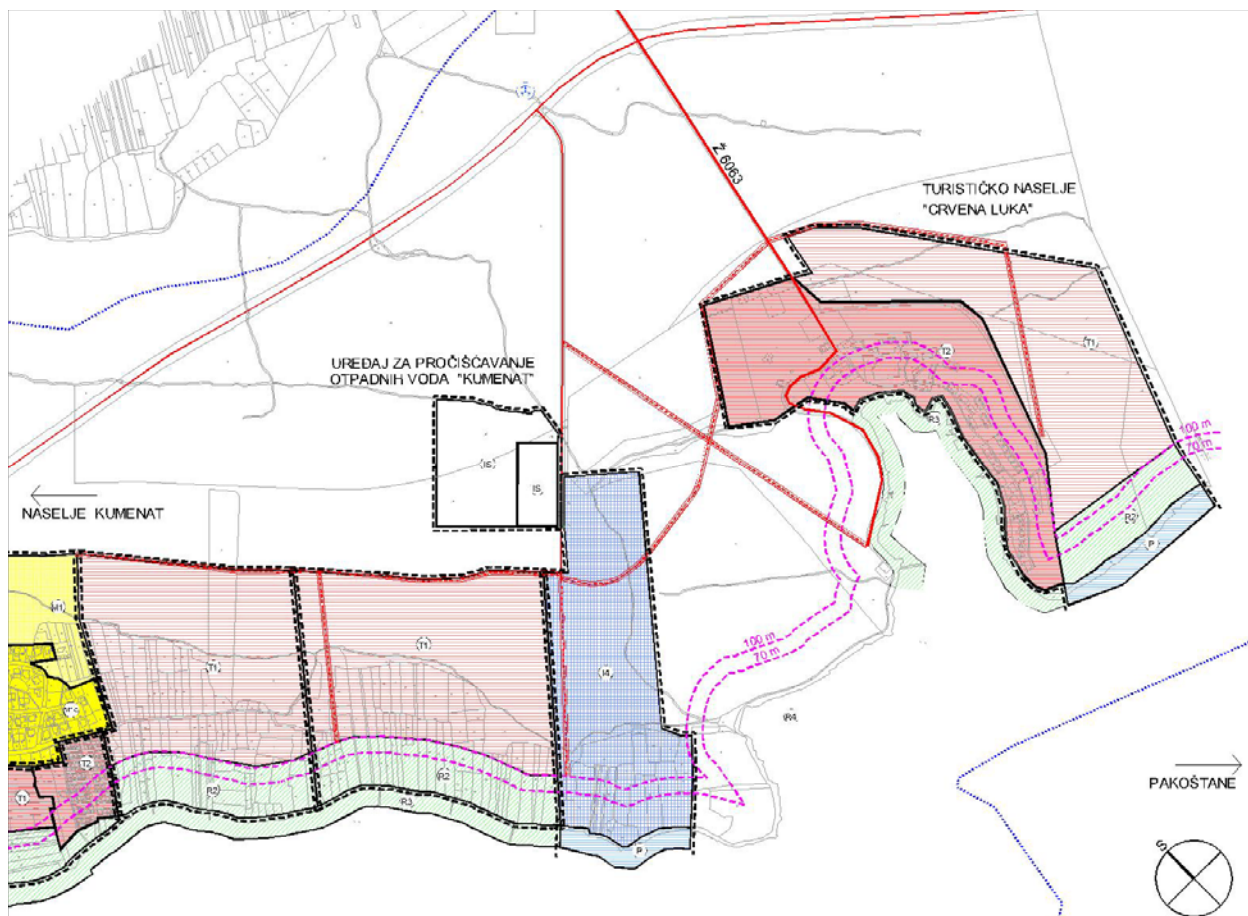 Ž 6063
TURISTIČKO NASELJE
"CRVENA LUKA"
T2
T1
UREĐAJ ZA PROČIŠĆAVANJE
OTPADNIH VODA "KUMENAT"
R3
100 m
70 m
(IS)
IS
NASELJE KUMENAT
R2
P
M1
T1
T1
I4
100 m
70 m
R4
T2
R2
R2
T1
R3
P
PAKOŠTANE
S